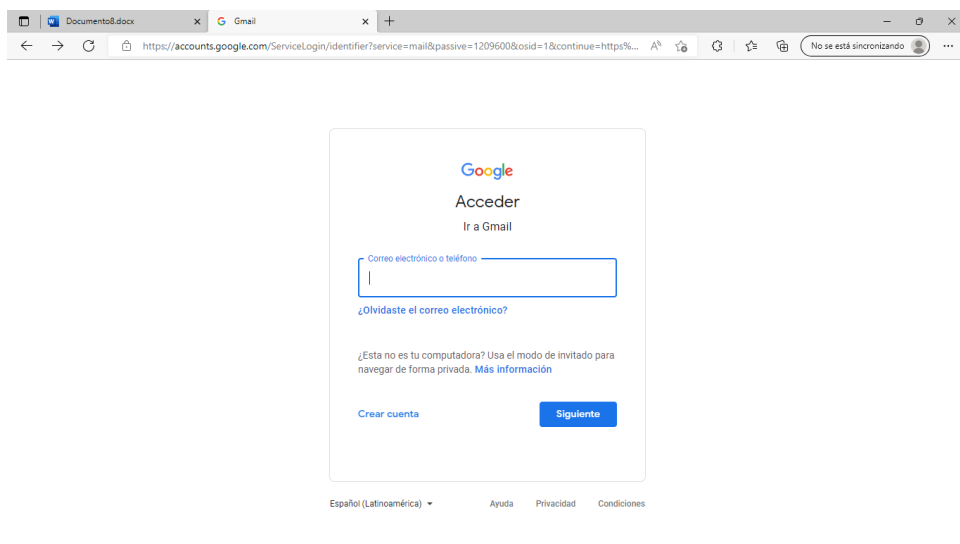 Documento8.docx
Gmail
https://accounts.google.com/ServiceLogin/identifier?service=mail&passive=1209600&osid=1&continue=https%...
No se está sincronizando
Google
Acceder
Ir a Gmail
Correo electrónico o teléfono
¿Olvidaste el correo electrónico?
¿Esta no es tu computadora? Usa el modo de invitado para
navegar de forma privada. Más información
Crear cuenta
Siguiente
Español (Latinoamérica)
Ayuda
Privacidad
Condiciones